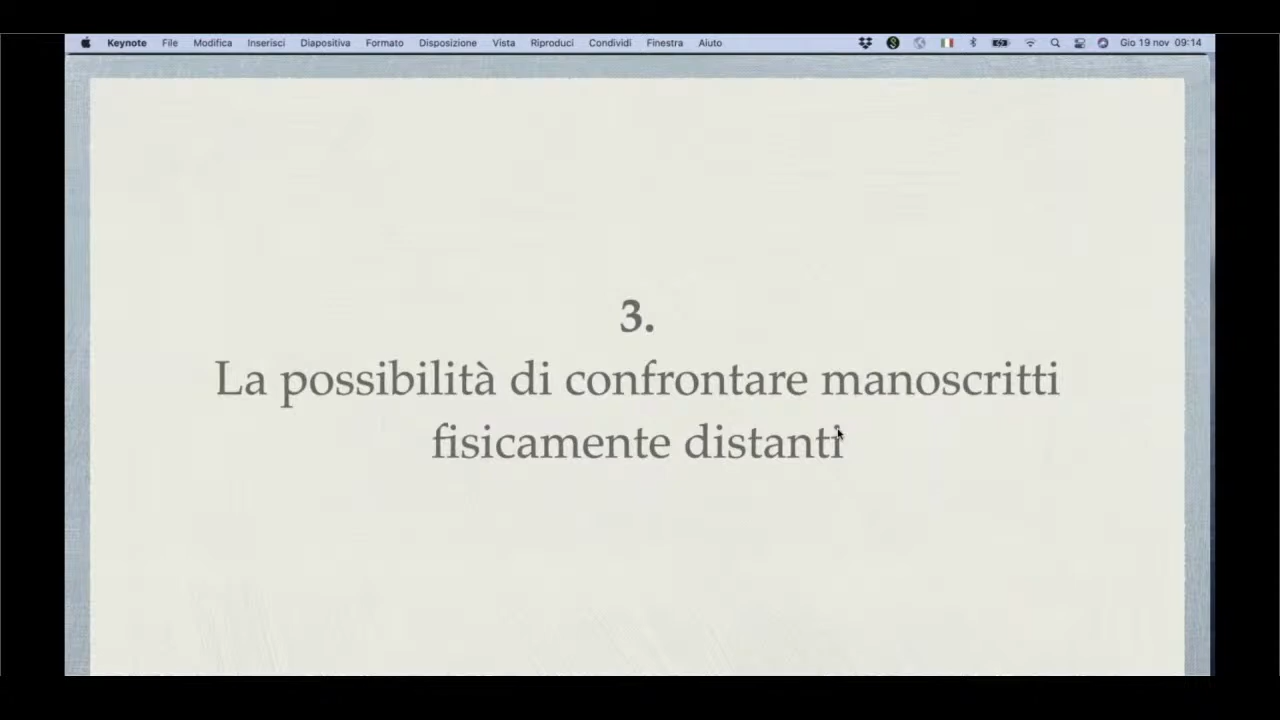 Keynote File Modifica Inserisci Diapositiva Formato Disposizione Vista Riproduci Condividi Finestra Aiuto Gio 19 nov 09:14
3.
La possibilità di confrontare manoscritti
fisicamente distanti